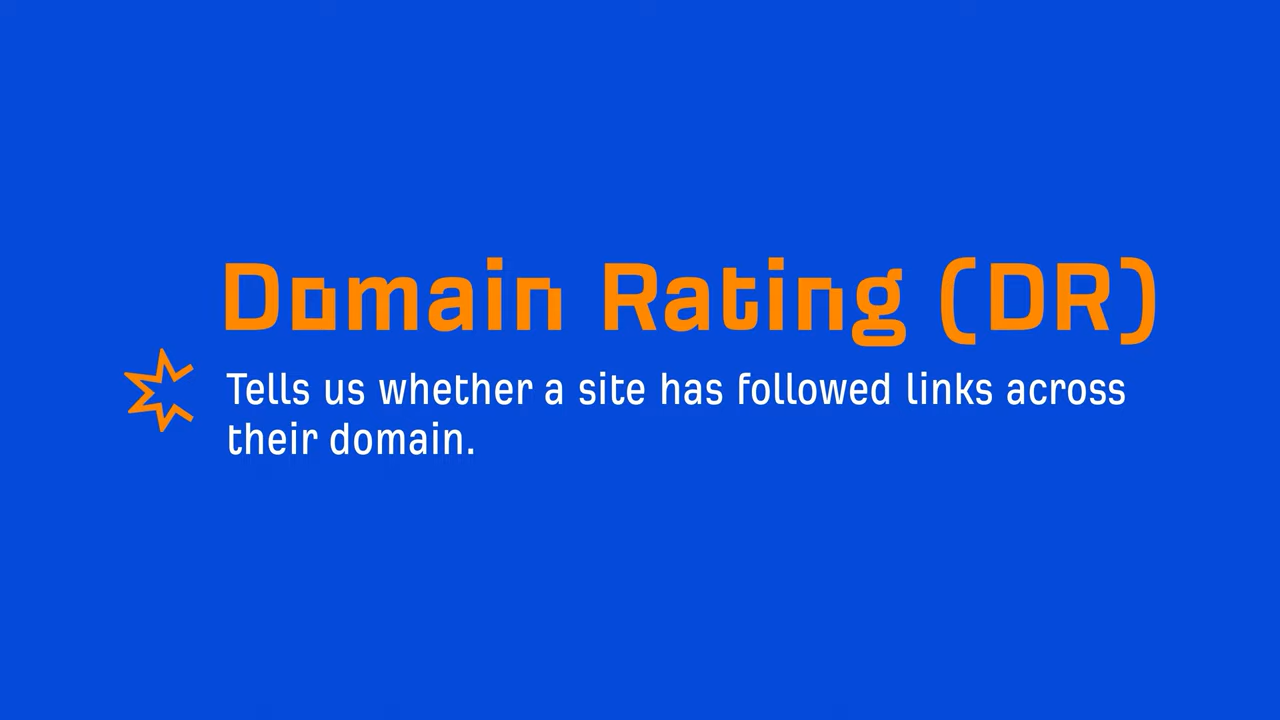 Domain Rating (DR)
Tells us whether a site has followed links across
their domain.